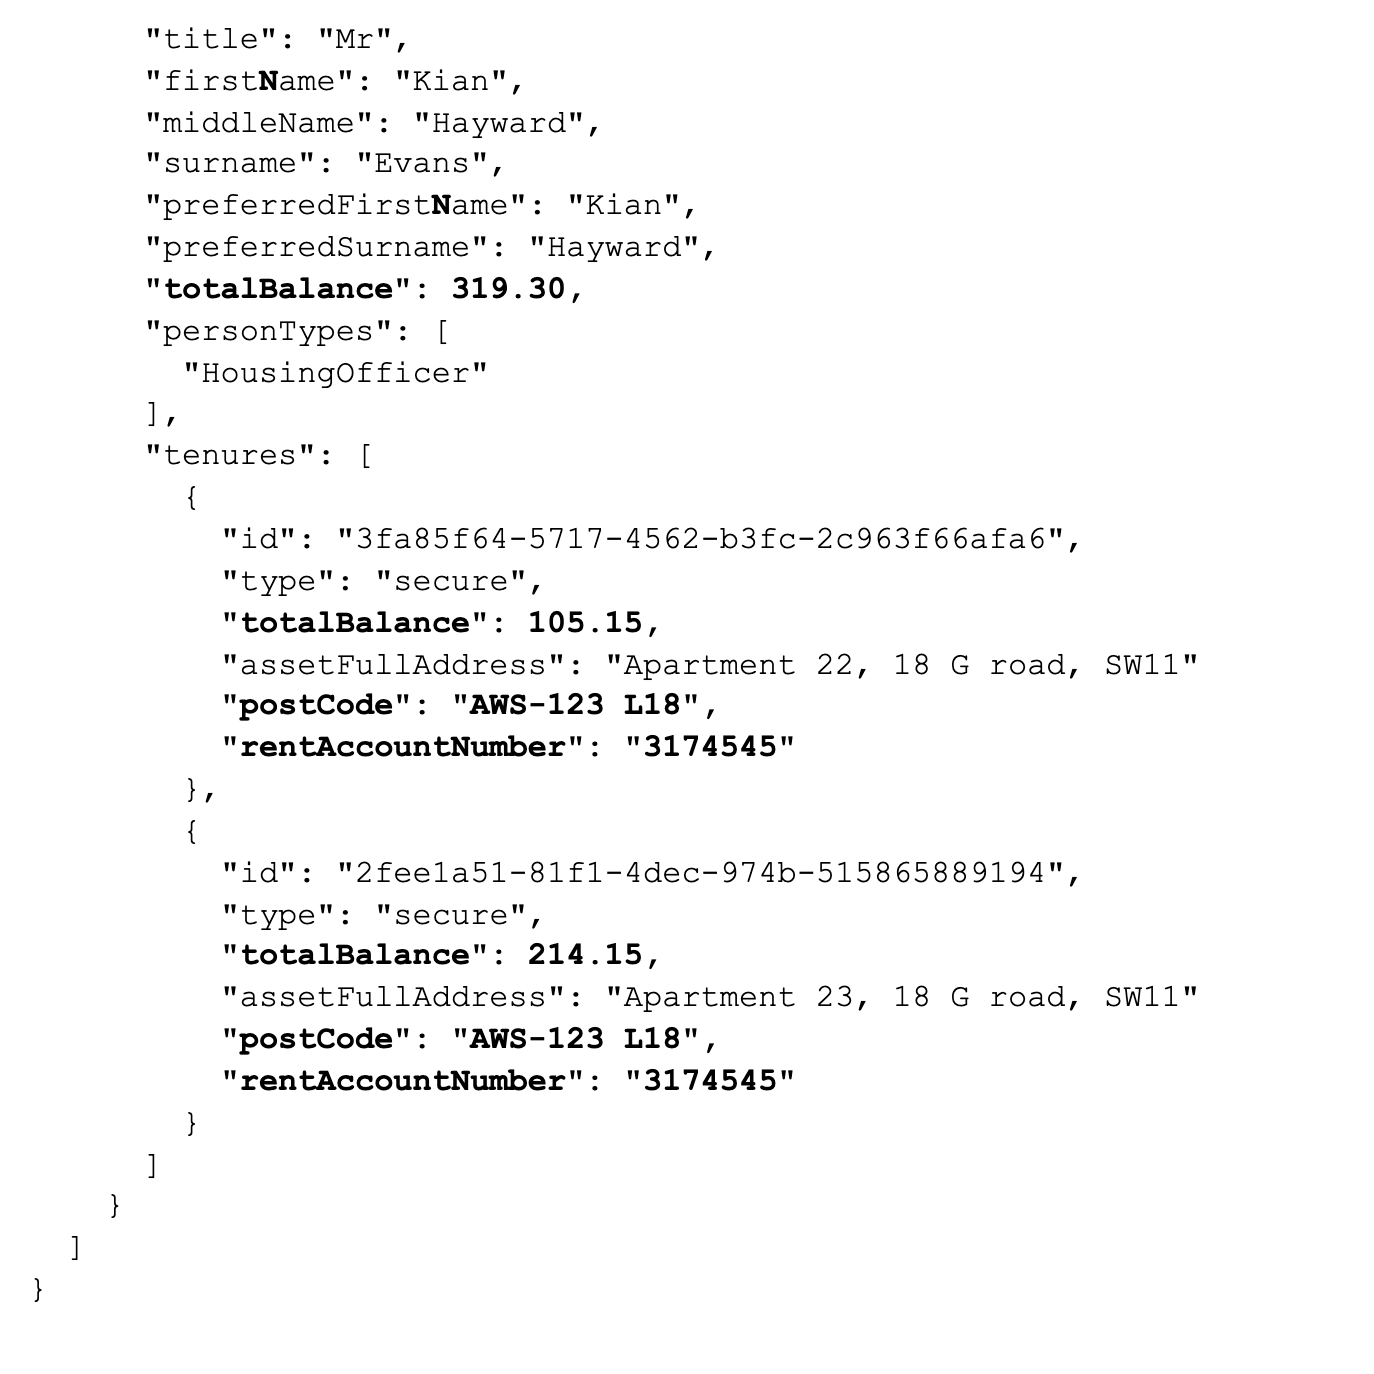 "title": "Mr",
"firstName": "Kian",
"middleName": "Hayward",
"surname": "Evans",
"preferredFirstName": "Kian",
"preferredSurname": "Hayward",
"totalBalance": 319.30,
"personTypes": [
"HousingOfficer"
],
"tenures": [
{
"id": "3fa85f64-5717-4562-b3fc-2c963f66afa6",
"type": "secure",
"totalBalance": 105.15,
"assetFullAddress": "Apartment 22, 18 G road, SW11"
"postCode": "AWS-123 L18",
"rentAccountNumber": "3174545"
},
{
"id": "2fee1a51-81f1-4dec-974b-515865889194",
"type": "secure",
"totalBalance": 214.15,
"assetFullAddress": "Apartment 23, 18 G road, SW11"
"postCode": "AWS-123 L18",
"rentAccountNumber": "3174545"
}
]
}
]
}